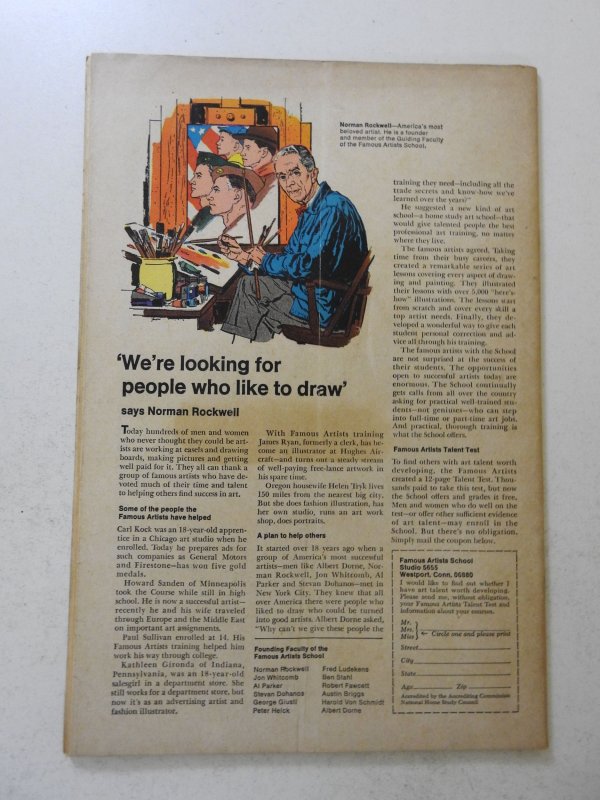 Norman Rockwell—America's most
beloved artist. He is a founder
and member of the Guiding Faculty
of the Famous Artists School.
'We're looking for
people who like to draw'
says Norman Rockwell
Today hundreds of men and women
who never thought they could be art-
ists are working at easels and drawing
boards, making pictures and getting
well paid for it. They all can thank a
group of famous artists who have de-
voted much of their time and talent
to helping others find success in art.
Some of the people the
Famous Artists have helped
Carl Kock was an 18-year-old appren-
tice in a Chicago art studio when he
enrolled. Today he prepares ads for
such companies as General Motors
and Firestone—has won five gold
medals.
Howard Sanden of Minneapolis
took the Course while still in high
school. He is now a successful artist—
recently he and his wife traveled
through Europe and the Middle East
on important art assignments.
Paul Sullivan enrolled at 14. His
Famous Artists training helped him
work his way through college.
Kathleen Gironda of Indiana,
Pennsylvania, was an 18-year-old
salesgirl in a department store. She
still works for a department store, but
now it's as an advertising artist and
fashion illustrator.
With Famous Artists training
James Ryan, formerly a clerk, has be-
come an illustrator at Hughes Air-
craft—and turns out a steady stream
of well-paying free-lance artwork in
his spare time.
Oregon housewife Helen Tryk lives
150 miles from the nearest big city.
But she does fashion illustration, has
her own studio, runs an art work
shop, does portraits.
A plan to help others
It started over 18 years ago when a
group of America's most successful
artists—men like Albert Dorne, Nor-
man Rockwell, Jon Whitcomb, Al
Parker and Stevan Dohanos—met in
New York City. They knew that all
over America there were people who
liked to draw who could be turned
into good artists. Albert Dorne asked,
"Why can't we give these people the
Founding Faculty of the
Famous Artists School
Norman Rockwell
Jon Whitcomb
Al Parker
Stevan Dohanos
George Giusti
Peter Helck
Fred Ludekens
Ben Stahl
Robert Fawcett
Austin Briggs
Harold Von Schmidt
Albert Dorne
training they need—including all the
trade secrets and know-how we've
learned over the years?"
He suggested a new kind of art
school—a home study art school—that
would give talented people the best
professional art training, no matter
where they live.
The famous artists agreed. Taking
time from their busy careers, they
created a remarkable series of art
lessons covering every aspect of draw-
ing and painting. They illustrated
their lessons with over 5,000 "here's
how" illustrations. The lessons start
from scratch and cover every skill a
top artist needs. Finally, they de-
veloped a wonderful way to give each
student personal correction and ad-
vice all through his training.
The famous artists with the School
are not surprised at the success of
their students. The opportunities
open to successful artists today are
enormous. The School continually
gets calls from all over the country
asking for practical well-trained stu-
dents—not geniuses—who can step
into full-time or part-time art jobs.
And practical, thorough training is
what the School offers.
Famous Artists Talent Test
To find others with art talent worth
developing, the Famous Artists
created a 12-page Talent Test. Thou-
sands paid to take this test, but now
the School offers and grades it free.
Men and women who do well on the
test—or offer other sufficient evidence
of art talent—may enroll in the
School. But there's no obligation.
Simply mail the coupon below.
Famous Artists School
Studio 5655
Westport, Conn. 06880
I would like to find out whether I
have art talent worth developing.
Please send me, without obligation,
your Famous Artists Talent Test and
information about your courses.
Mr.
Mrs.
Miss
Circle one and please print
Street
City
State
Age Zip
Accredited by the Accrediting Commission
National Home Study Council